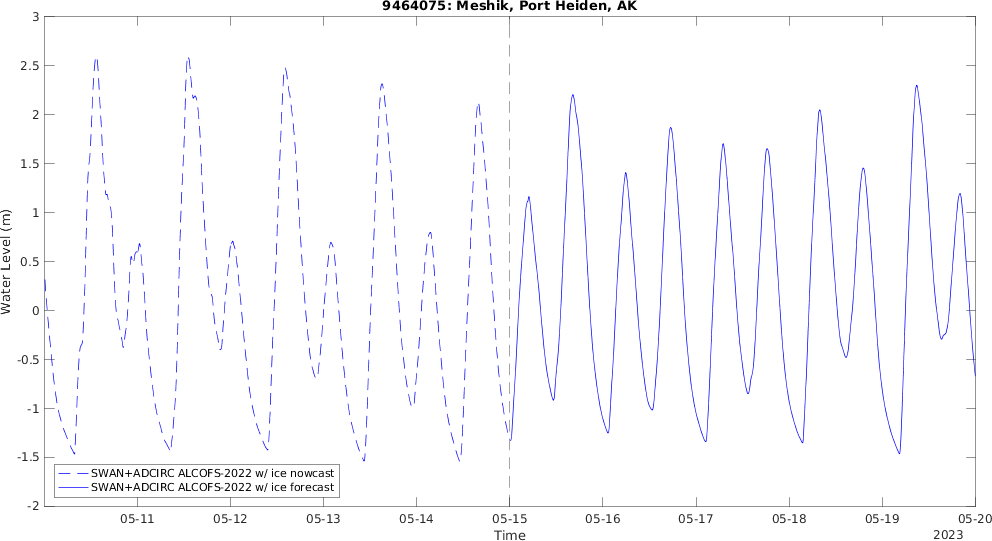 9464075: Meshik, Port Heiden, AK
3
2.5
2
1.5
1
0.5
0
-0.5
-1
-1.5
-2
Water Level (m)
SWAN+ADCIRC ALCOFS-2022 w/ ice nowcast
SWAN+ADCIRC ALCOFS-2022 w/ ice forecast
05-11 05-12 05-13 05-14 05-15 05-16 05-17 05-18 05-19 05-20
Time
2023